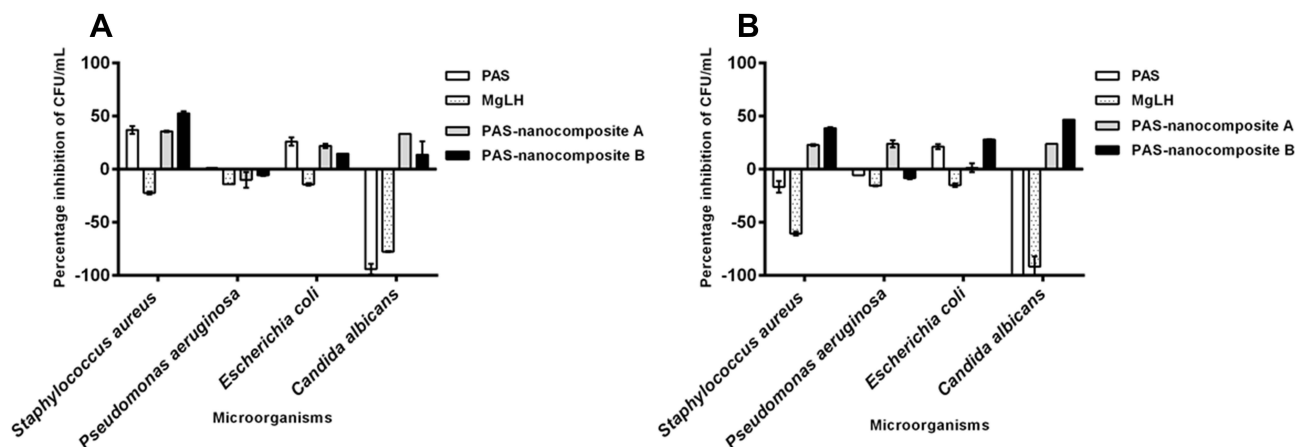 A
Percentage inhibition of CFU/mL
100
50
0
-50
-100
PAS
MgLH
PAS-nanocomposite A
PAS-nanocomposite B
Staphylococcus aureus
Pseudomonas aeruginosa
Escherichia coli
Candida albicans
Microorganisms
B
Percentage inhibition of CFU/mL
100
50
0
-50
-100
PAS
MgLH
PAS-nanocomposite A
PAS-nanocomposite B
Staphylococcus aureus
Pseudomonas aeruginosa
Escherichia coli
Candida albicans
Microorganisms